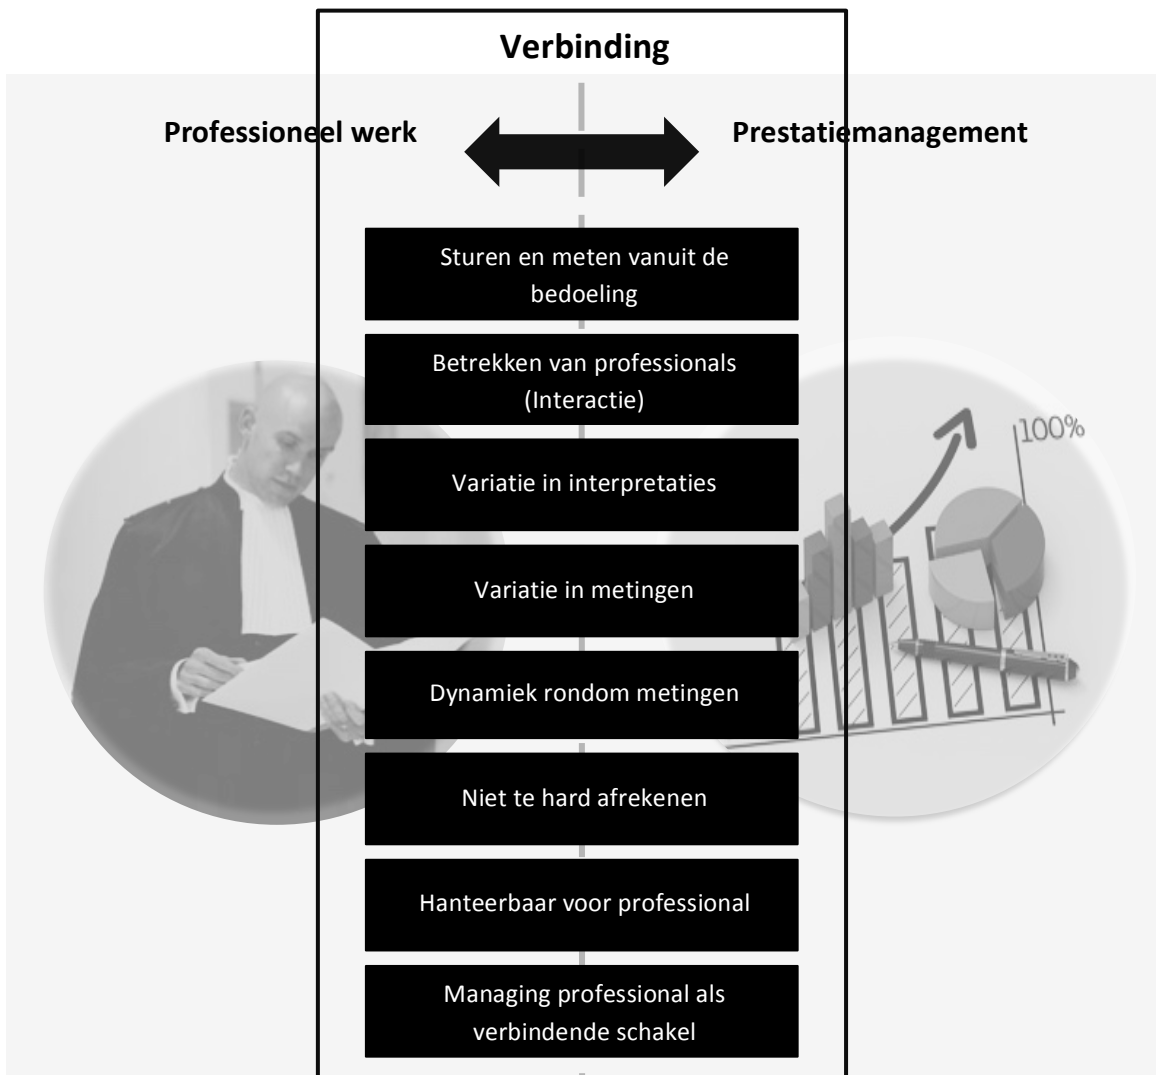 Verbinding
Professioneel werk
Prestatiemanagement
Sturen en meten vanuit de
bedoeling
Betrekken van professionals
(Interactie)
Variatie in interpretaties
100%
Variatie in metingen
Dynamiek rondom metingen
Niet te hard afrekenen
Hanteerbaar voor professional
Managing professional als
verbindende schakel